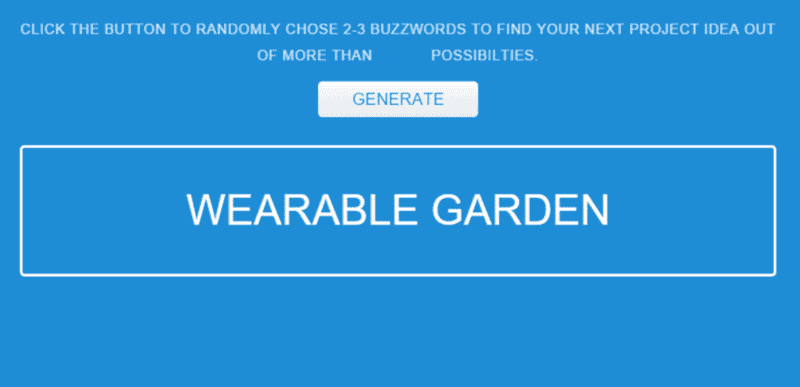 CLICK THE BUTTON TO RANDOMLY CHOSE 2-3 BUZZWORDS TO FIND YOUR NEXT PROJECT IDEA OUT
OF MORE THAN POSSIBILTIES.
GENERATE
WEARABLE GARDEN